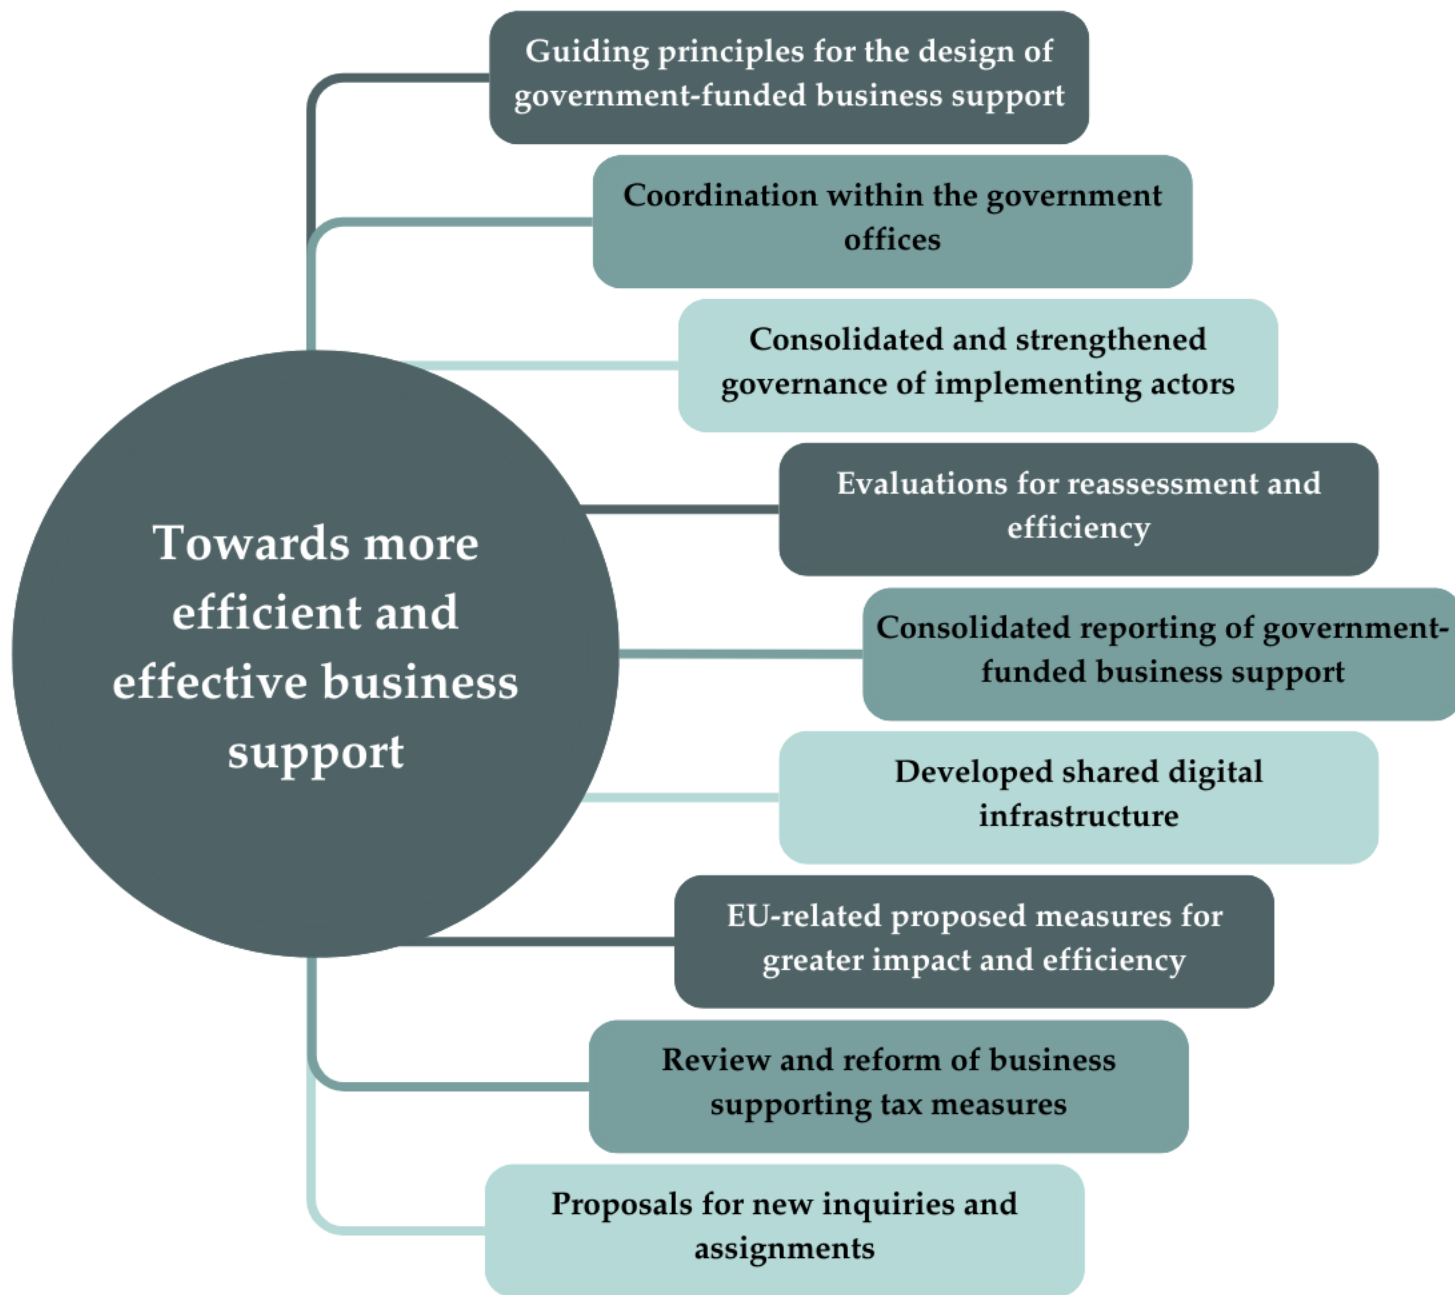 Guiding principles for the design of
government-funded business support
Coordination within the government
offices
Consolidated and strengthened
governance of implementing actors
Evaluations for reassessment and
efficiency
Towards more
efficient and
effective business
support
Consolidated reporting of government-
funded business support
Developed shared digital
infrastructure
EU-related proposed measures for
greater impact and efficiency
Review and reform of business
supporting tax measures
Proposals for new inquiries and
assignments